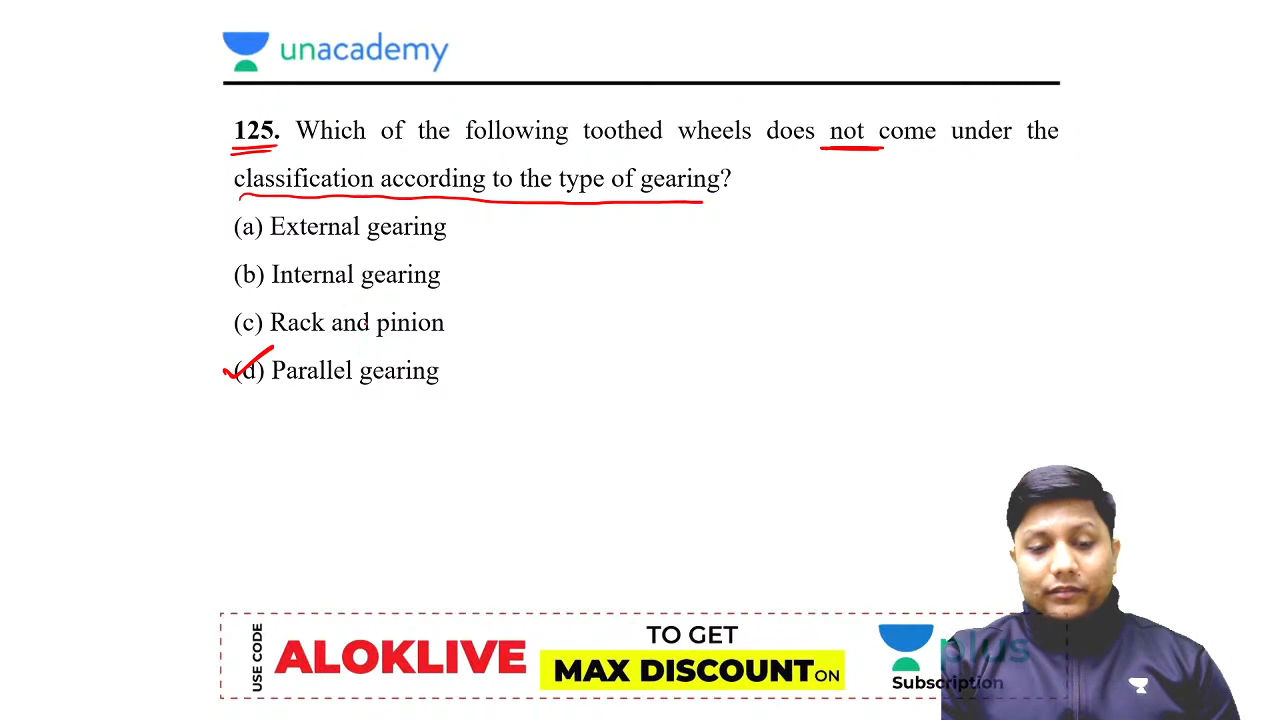 unacademy
125. Which of the following toothed wheels does not come under the
classification according to the type of gearing?
(a) External gearing
(b) Internal gearing
(c) Rack and pinion
(d) Parallel gearing
USE CODE
ALOKLIVE
TO GET
MAX DISCOUNT ON
plus
Subscription